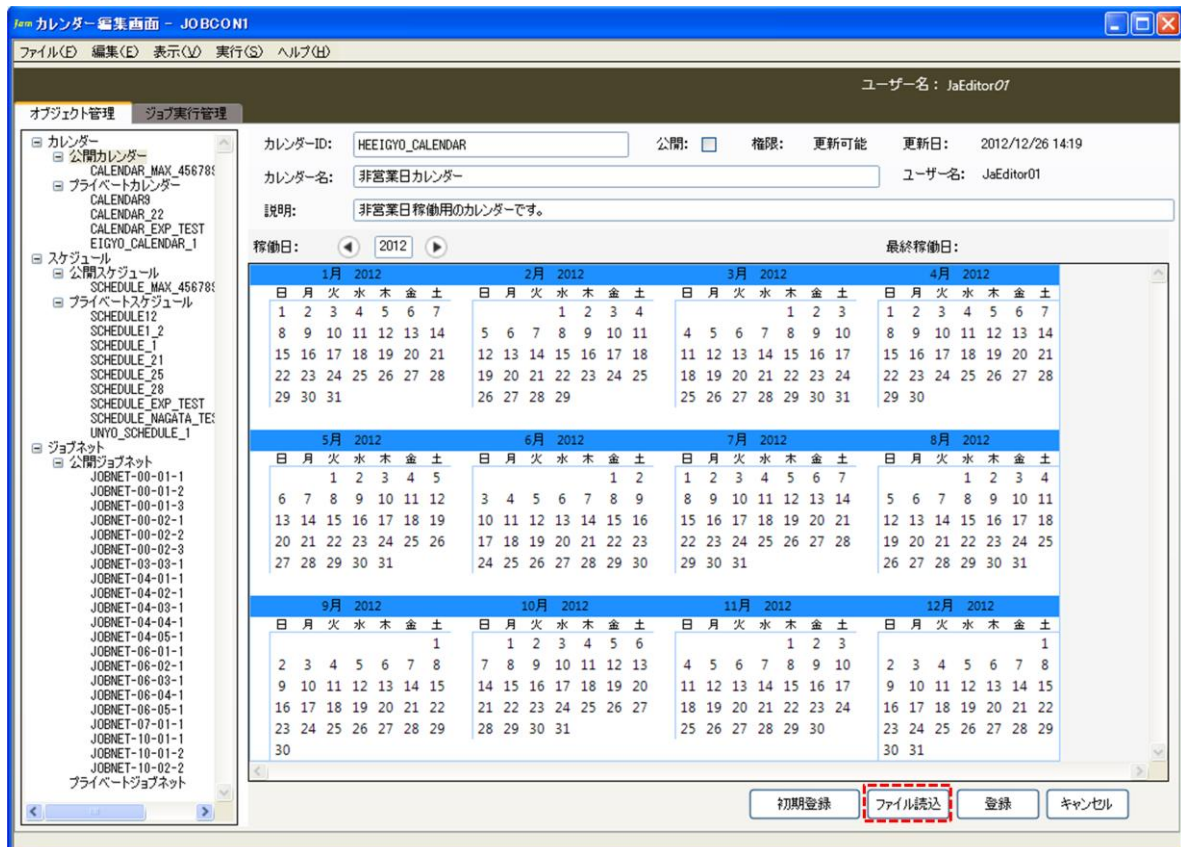 Jam カレンダー編集画面 - JOBCON1
ファイル(F) 編集(E) 表示(V) 実行(S) ヘルプ(H)
ユーザー名: JaEditor01
オブジェクト管理 ジョブ実行管理
カレンダー
公開カレンダー
CALENDAR_MAX_456789
プライベートカレンダー
CALENDAR9
CALENDAR_22
CALENDAR_EXP_TEST
EIGYO_CALENDAR_1
スケジュール
公開スケジュール
SCHEDULE_MAX_456789
プライベートスケジュール
SCHEDULE12
SCHEDULE1_2
SCHEDULE_1
SCHEDULE_21
SCHEDULE_25
SCHEDULE_28
SCHEDULE_EXP_TEST
SCHEDULE_NAGATA_TES
UNYO_SCHEDULE_1
ジョブネット
公開ジョブネット
JOBNET-00-01-1
JOBNET-00-01-2
JOBNET-00-01-3
JOBNET-00-02-1
JOBNET-00-02-2
JOBNET-00-02-3
JOBNET-03-03-1
JOBNET-04-01-1
JOBNET-04-02-1
JOBNET-04-03-1
JOBNET-04-04-1
JOBNET-04-05-1
JOBNET-06-01-1
JOBNET-06-02-1
JOBNET-06-03-1
JOBNET-06-04-1
JOBNET-06-05-1
JOBNET-07-01-1
JOBNET-10-01-1
JOBNET-10-01-2
JOBNET-10-02-2
プライベートジョブネット
カレンダーID: HEEIGYO_CALENDAR 公開: 権限: 更新可能 更新日: 2012/12/26 14:19
カレンダー名: 非営業日カレンダー ユーザー名: JaEditor01
説明: 非営業日稼働用のカレンダーです。
稼働日: 2012 最終稼働日:
1月 2012 2月 2012 3月 2012 4月 2012
日 月 火 水 木 金 土 日 月 火 水 木 金 土 日 月 火 水 木 金 土 日 月 火 水 木 金 土
1 2 3 4 5 6 7 1 2 3 4 1 2 3 1 2 3 4 5 6 7
8 9 10 11 12 13 14 5 6 7 8 9 10 11 4 5 6 7 8 9 10 8 9 10 11 12 13 14
15 16 17 18 19 20 21 12 13 14 15 16 17 18 11 12 13 14 15 16 17 15 16 17 18 19 20 21
22 23 24 25 26 27 28 19 20 21 22 23 24 25 18 19 20 21 22 23 24 22 23 24 25 26 27 28
29 30 31 26 27 28 29 25 26 27 28 29 30 31 29 30
5月 2012 6月 2012 7月 2012 8月 2012
日 月 火 水 木 金 土 日 月 火 水 木 金 土 日 月 火 水 木 金 土 日 月 火 水 木 金 土
1 2 3 4 5 1 2 1 2 3 4 5 6 7 1 2 3 4
6 7 8 9 10 11 12 3 4 5 6 7 8 9 8 9 10 11 12 13 14 5 6 7 8 9 10 11
13 14 15 16 17 18 19 10 11 12 13 14 15 16 15 16 17 18 19 20 21 12 13 14 15 16 17 18
20 21 22 23 24 25 26 17 18 19 20 21 22 23 22 23 24 25 26 27 28 19 20 21 22 23 24 25
27 28 29 30 31 24 25 26 27 28 29 30 29 30 31 26 27 28 29 30 31
9月 2012 10月 2012 11月 2012 12月 2012
日 月 火 水 木 金 土 日 月 火 水 木 金 土 日 月 火 水 木 金 土 日 月 火 水 木 金 土
1 1 2 3 4 5 6 1 2 3 1
2 3 4 5 6 7 8 7 8 9 10 11 12 13 4 5 6 7 8 9 10 2 3 4 5 6 7 8
9 10 11 12 13 14 15 14 15 16 17 18 19 20 11 12 13 14 15 16 17 9 10 11 12 13 14 15
16 17 18 19 20 21 22 21 22 23 24 25 26 27 18 19 20 21 22 23 24 16 17 18 19 20 21 22
23 24 25 26 27 28 29 28 29 30 31 25 26 27 28 29 30 23 24 25 26 27 28 29
30 30 31
初期登録 ファイル読込 登録 キャンセル